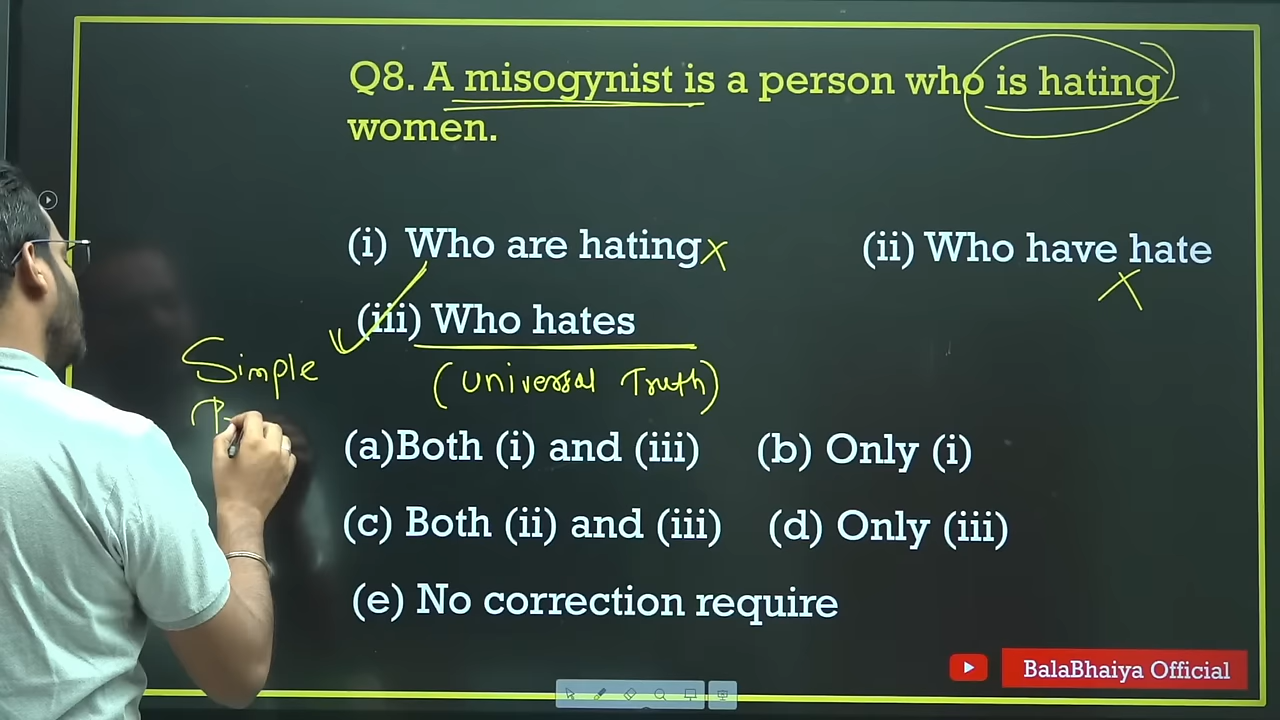 Q8. A misogynist is a person who is hating
women.
(i) Who are hating x (ii) Who have hate
x
(iii) Who hates
Simple
(Universal Truth)
(a)Both (i) and (iii) (b) Only (i)
(c) Both (ii) and (iii) (d) Only (iii)
(e) No correction require
BalaBhaiya Official